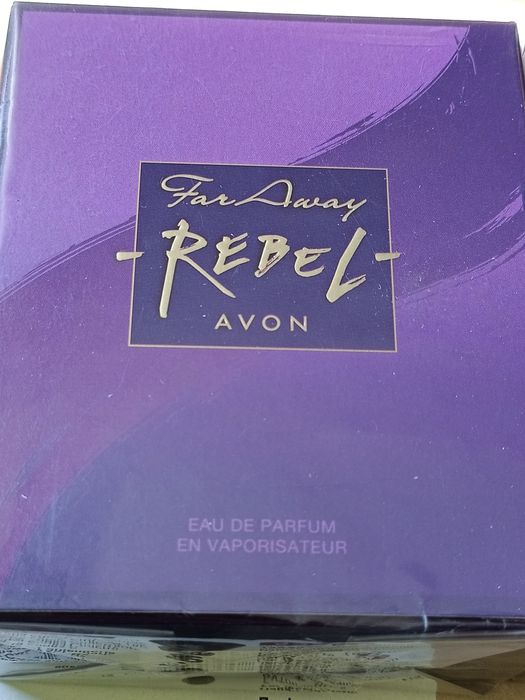 Far Away
-REBEL-
AVON
EAU DE PARFUM
EN VAPORISATEUR